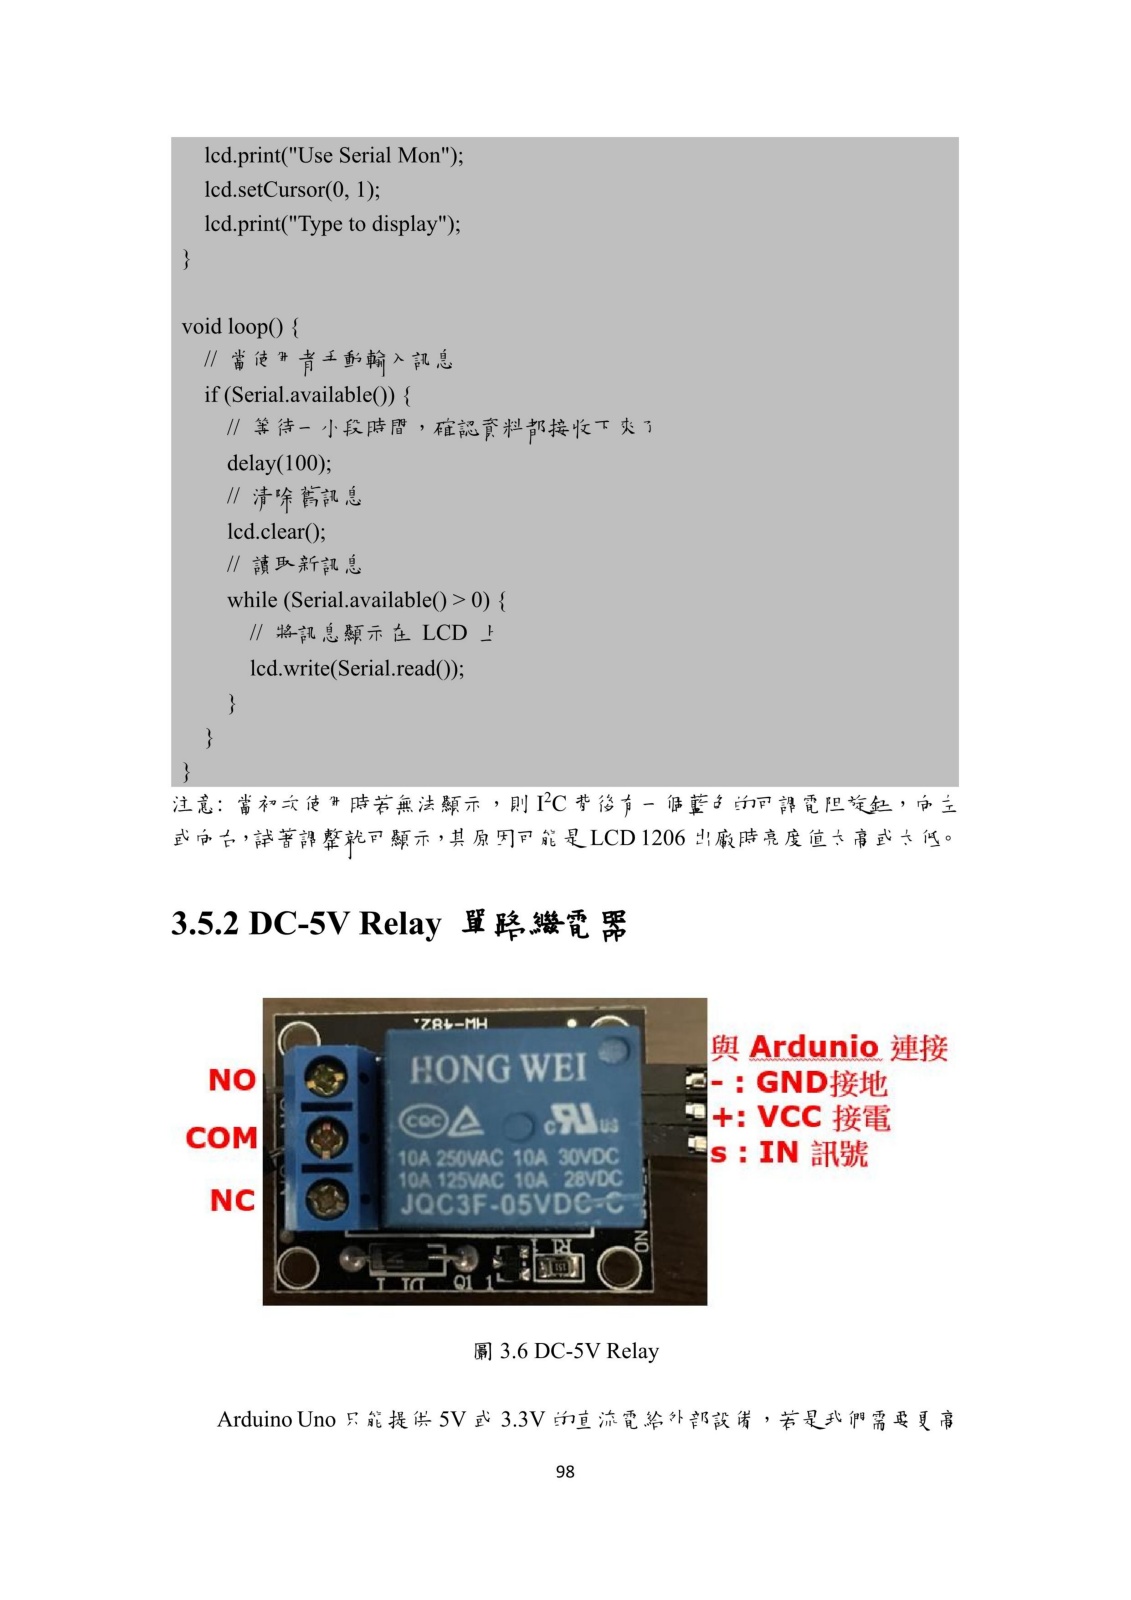 lcd.print("Use Serial Mon");
lcd.setCursor(0, 1);
lcd.print("Type to display");
}
void loop() {
// 當使用者手動輸入訊息
if (Serial.available()) {
// 等待一小段時間，確認資料都接收下來了
delay(100);
// 清除舊訊息
lcd.clear();
// 讀取新訊息
while (Serial.available() > 0) {
// 將訊息顯示在 LCD 上
lcd.write(Serial.read());
}
}
}
注意: 當初次使用時若無法顯示，則 I²C 背後有一個藍色的可調電阻旋鈕，向左
或向右，試著調整就可顯示，其原因可能是 LCD 1206 出廠時亮度值太高或太低。
3.5.2 DC-5V Relay 單路繼電器
HW-482.
HONG WEI
CQC
c RU us
10A 250VAC 10A 30VDC
10A 125VAC 10A 28VDC
JQC3F-05VDC-C
D1
Q1
1
R1
151
NO
NO
COM
NC
與 Ardunio 連接
- : GND接地
+: VCC 接電
s : IN 訊號
圖 3.6 DC-5V Relay
Arduino Uno 只能提供 5V 或 3.3V 的直流電給外部設備，若是我們需要更高
98